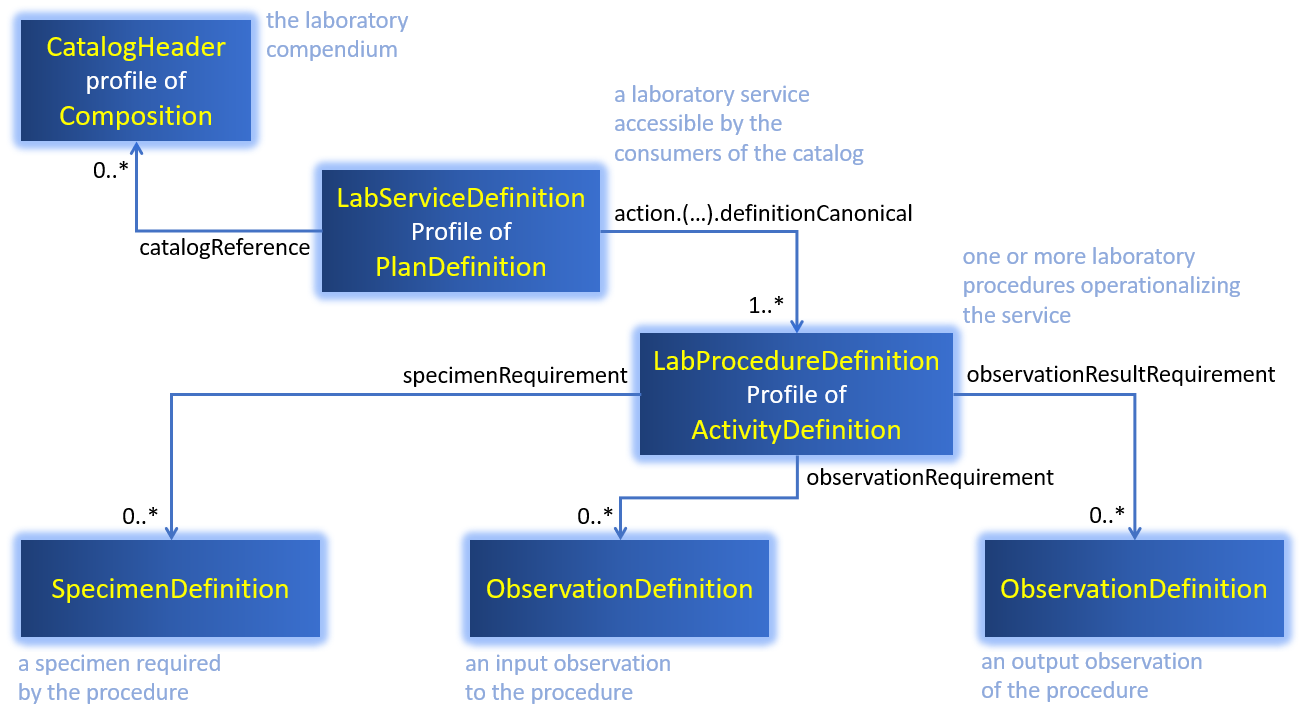 CatalogHeader
profile of
Composition
the laboratory
compendium
a laboratory service
accessible by the
consumers of the catalog
0..*
LabServiceDefinition
Profile of
PlanDefinition
catalogReference
action.(...).definitionCanonical
1..*
one or more laboratory
procedures operationalizing
the service
LabProcedureDefinition
Profile of
ActivityDefinition
specimenRequirement
observationResultRequirement
observationRequirement
0..*
0..*
0..*
SpecimenDefinition
ObservationDefinition
ObservationDefinition
a specimen required
by the procedure
an input observation
to the procedure
an output observation
of the procedure